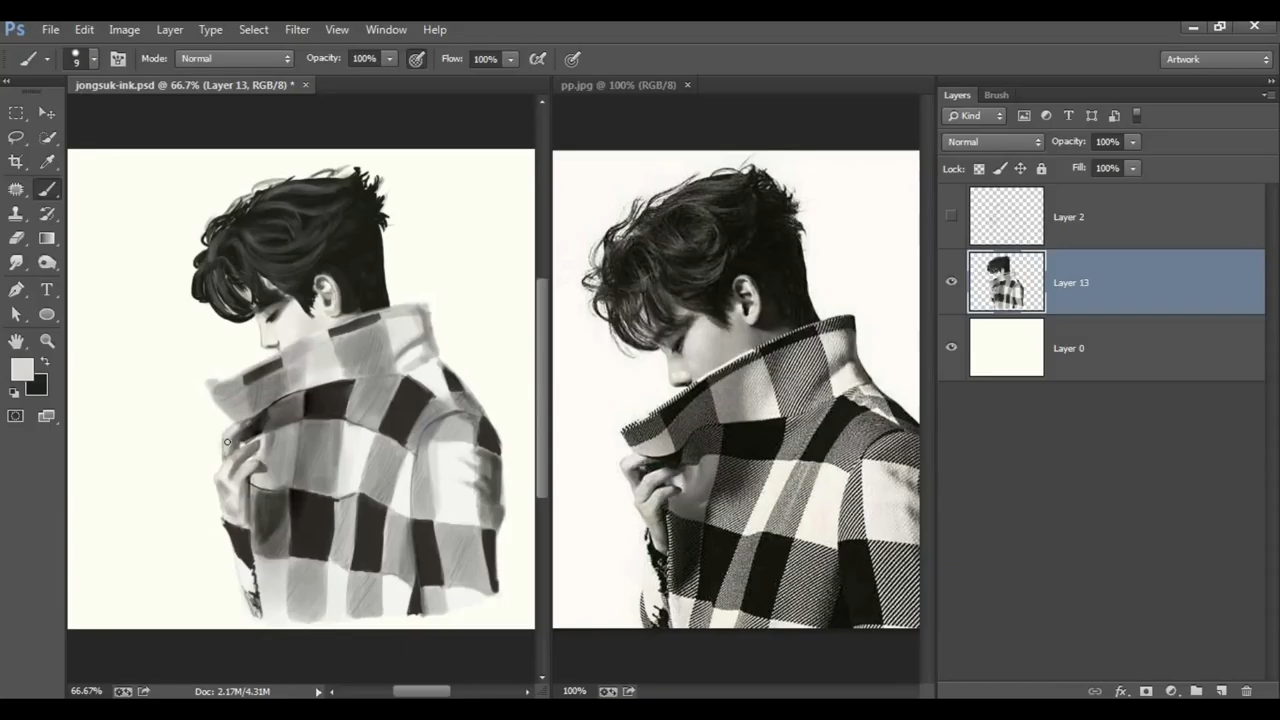 Ps File Edit Image Layer Type Select Filter View Window Help
9 Mode: Normal Opacity: 100% Flow: 100% Artwork
jongsuk-ink.psd @ 66.7% (Layer 13, RGB/8) * × pp.jpg @ 100% (RGB/8) ×
Layers Brush
Kind
Normal Opacity: 100%
Lock: Fill: 100%
Layer 2
Layer 13
Layer 0
66.67% Doc: 2.17M/4.31M 100%